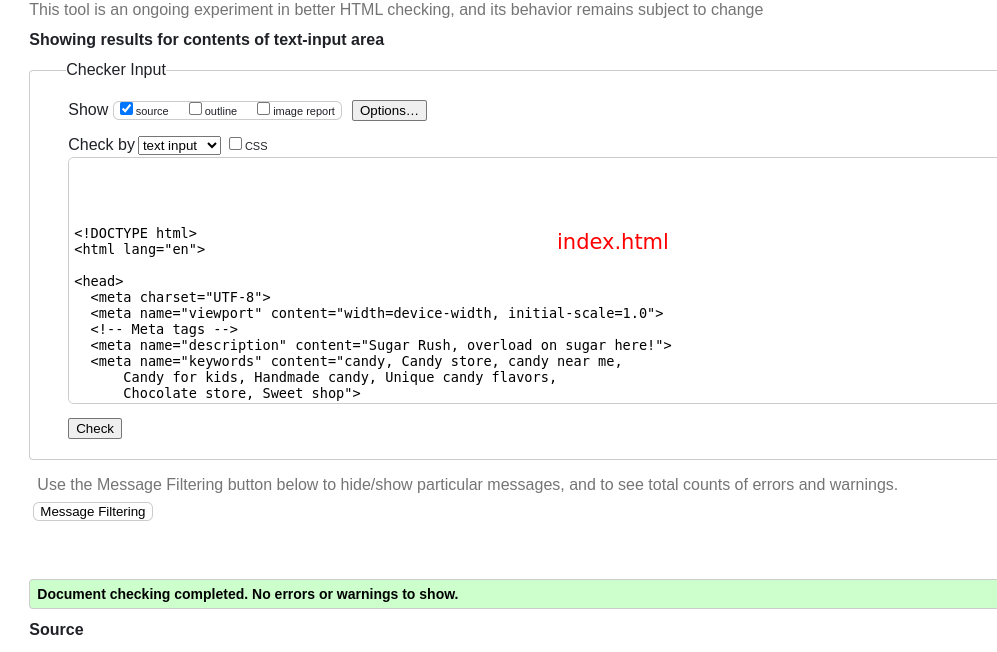 This tool is an ongoing experiment in better HTML checking, and its behavior remains subject to change
Showing results for contents of text-input area
Checker Input
Show source outline image report Options...
Check by text input CSS
<!DOCTYPE html>
index.html
<html lang="en">
<head>
<meta charset="UTF-8">
<meta name="viewport" content="width=device-width, initial-scale=1.0">
<!-- Meta tags -->
<meta name="description" content="Sugar Rush, overload on sugar here!">
<meta name="keywords" content="candy, Candy store, candy near me,
Candy for kids, Handmade candy, Unique candy flavors,
Chocolate store, Sweet shop">
Check
Use the Message Filtering button below to hide/show particular messages, and to see total counts of errors and warnings.
Message Filtering
Document checking completed. No errors or warnings to show.
Source